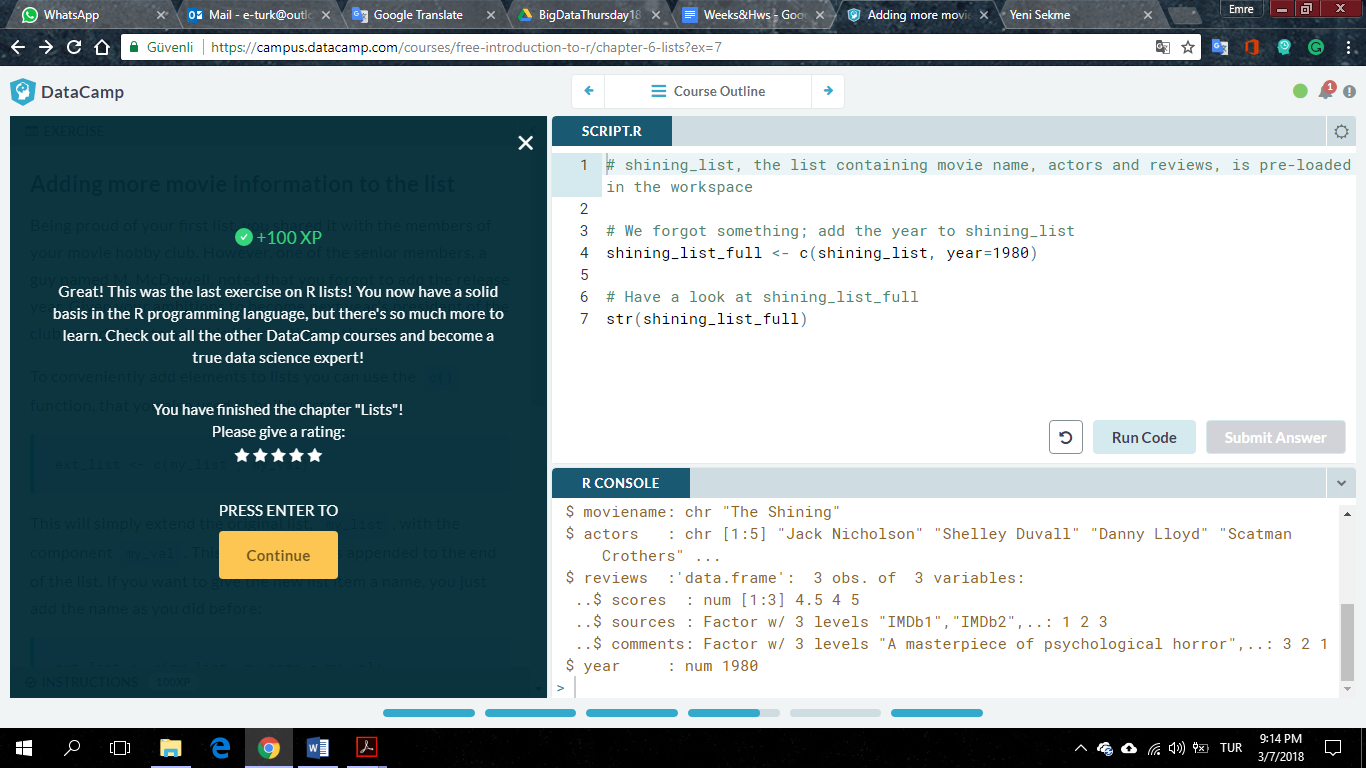 WhatsApp
Mail - e-turk@outlo
Google Translate
BigDataThursday18
Weeks&Hws - Goo
Adding more movi
Yeni Sekme
Emre
Güvenli
https://campus.datacamp.com/courses/free-introduction-to-r/chapter-6-lists?ex=7
DataCamp
Course Outline
1
EXERCISE
Adding more movie information to the list
Being proud of your first list, you shared it with the members of
your movie hobby club. However, one of the senior members, a
guy named M. McDowell, noted that you forgot to add the release
+100 XP
Great! This was the last exercise on R lists! You now have a solid
basis in the R programming language, but there's so much more to
learn. Check out all the other DataCamp courses and become a
true data science expert!
To conveniently add elements to lists you can use the
function, that you
You have finished the chapter "Lists"!
Please give a rating:
ext_list <- c(my_list
This will simply extend the original list, my_list, with the
PRESS ENTER TO
Continue
component my_val. This
appended to the end
of the list. If you want to give the new list item a name, you just
add the name as you did before:
INSTRUCTIONS 100XP
SCRIPT.R
1 # shining_list, the list containing movie name, actors and reviews, is pre-loaded
in the workspace
2
3 # We forgot something; add the year to shining_list
4 shining_list_full <- c(shining_list, year=1980)
5
6 # Have a look at shining_list_full
7 str(shining_list_full)
Run Code
Submit Answer
R CONSOLE
$ moviename: chr "The Shining"
$ actors   : chr [1:5] "Jack Nicholson" "Shelley Duvall" "Danny Lloyd" "Scatman
Crothers" ...
$ reviews  :'data.frame':  3 obs. of  3 variables:
..$ scores  : num [1:3] 4.5 4 5
..$ sources : Factor w/ 3 levels "IMDb1","IMDb2",..: 1 2 3
..$ comments: Factor w/ 3 levels "A masterpiece of psychological horror",..: 3 2 1
$ year     : num 1980
>
TUR
9:14 PM
3/7/2018